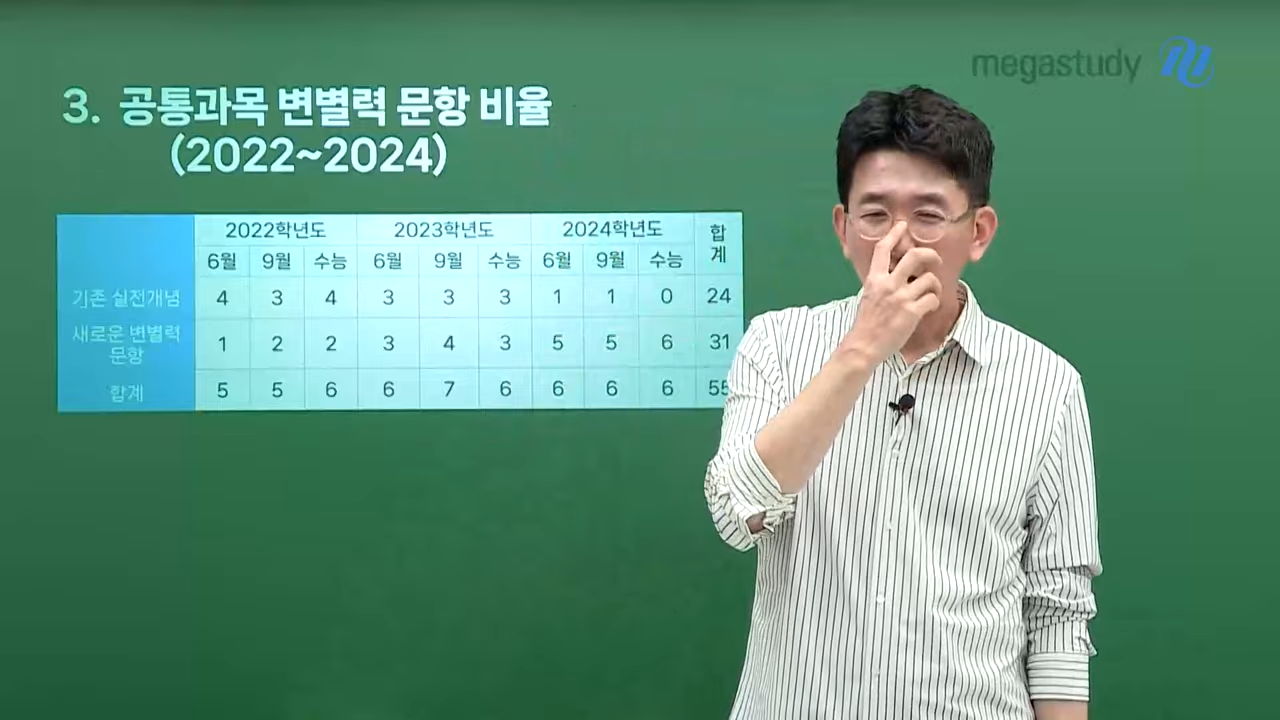 megastudy
3. 공통과목 변별력 문항 비율
(2022~2024)
2022학년도 2023학년도 2024학년도 합계
6월 9월 수능 6월 9월 수능 6월 9월 수능
기존 실전개념 4 3 4 3 3 3 1 1 0 24
새로운 변별력 문항 1 2 2 3 4 3 5 5 6 31
합계 5 5 6 6 7 6 6 6 6 55